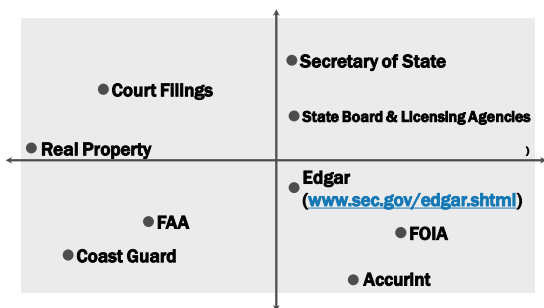 Secretary of State
Court Filings
State Board & Licensing Agencies
Real Property
)
Edgar
(www.sec.gov/edgar.shtml)
FAA
FOIA
Coast Guard
Accurint